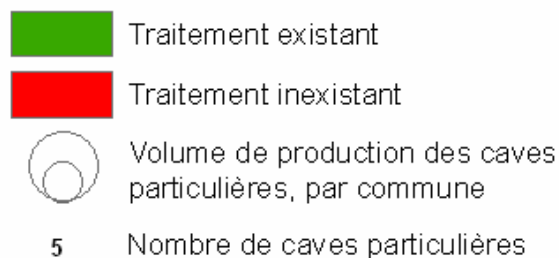 Traitement existant
Traitement inexistant
Volume de production des caves
particulières, par commune
5 Nombre de caves particulières